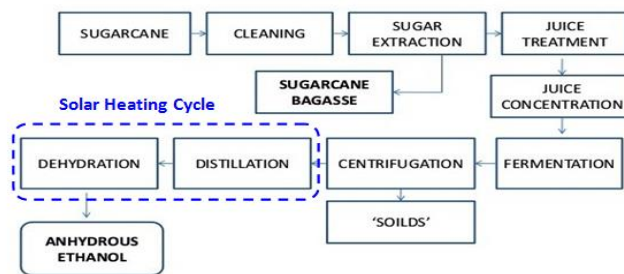 SUGARCANE
CLEANING
SUGAR
EXTRACTION
JUICE
TREATMENT
SUGARCANE
BAGASSE
JUICE
CONCENTRATION
Solar Heating Cycle
DEHYDRATION
DISTILLATION
CENTRIFUGATION
FERMENTATION
ANHYDROUS
ETHANOL
'SOILDS'